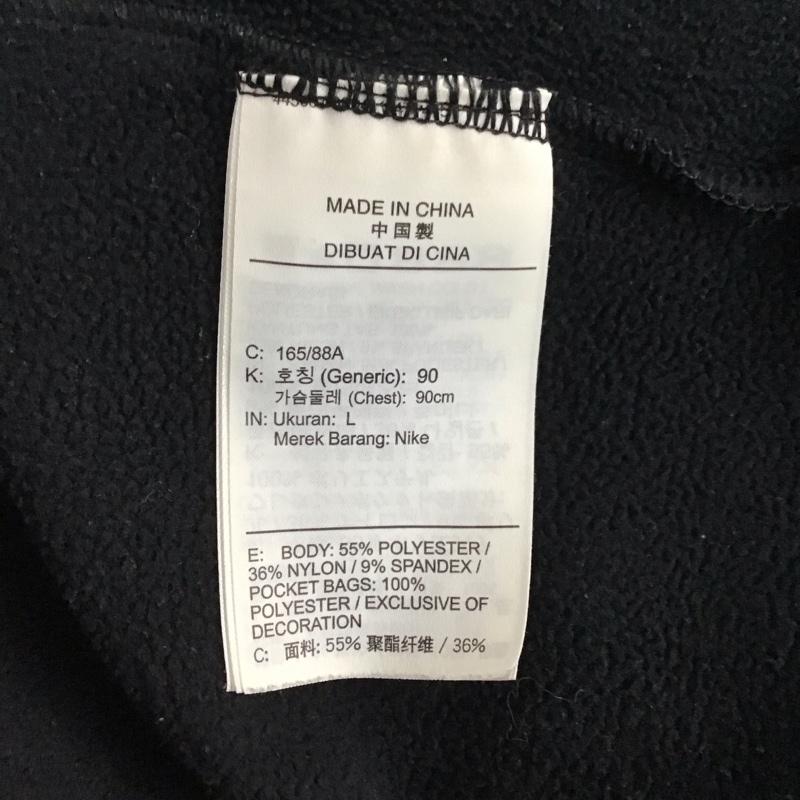 MADE IN CHINA
中国製
DIBUAT DI CINA
C: 165/88A
K: 호칭 (Generic): 90
가슴둘레 (Chest): 90cm
IN: Ukuran: L
Merek Barang: Nike
E: BODY: 55% POLYESTER /
36% NYLON / 9% SPANDEX /
POCKET BAGS: 100%
POLYESTER / EXCLUSIVE OF
DECORATION
C: 面料: 55% 聚酯纤维 / 36%